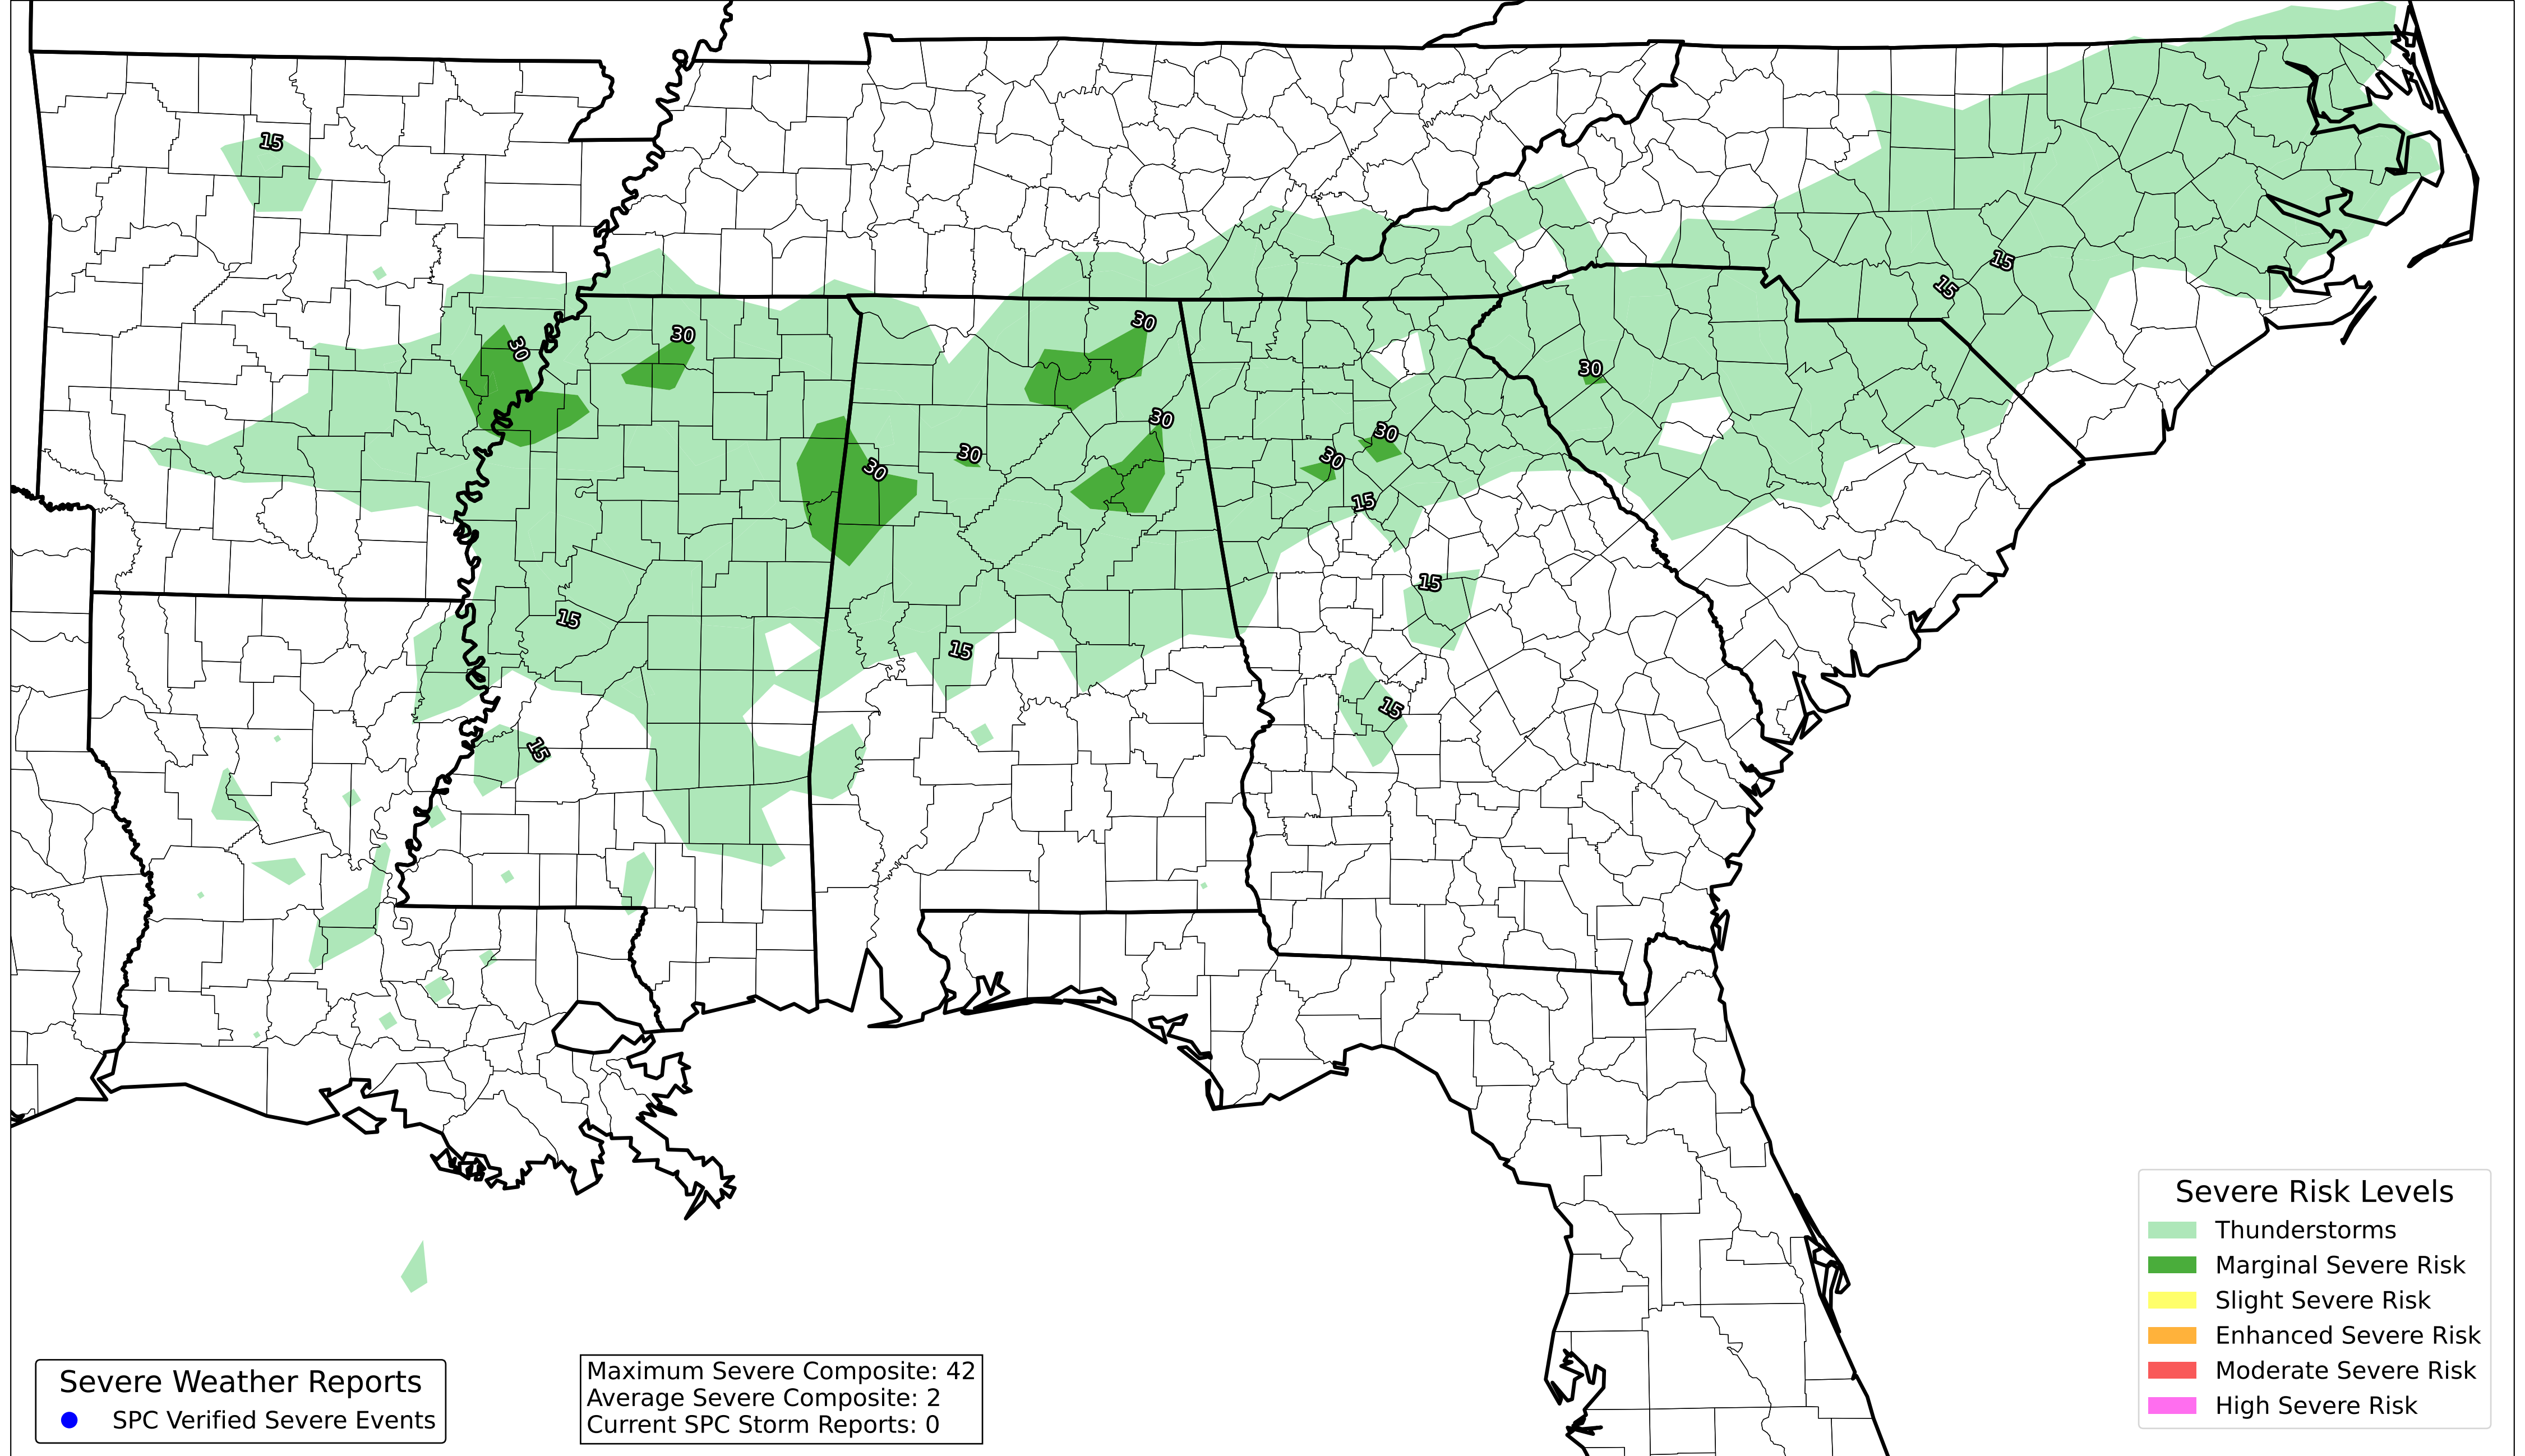 15
15
15
30
30
30
30
30
30
30
30
30
15
15
15
15
15
15
Severe Risk Levels
Thunderstorms
Marginal Severe Risk
Slight Severe Risk
Enhanced Severe Risk
Moderate Severe Risk
High Severe Risk
Severe Weather Reports
SPC Verified Severe Events
Maximum Severe Composite: 42
Average Severe Composite: 2
Current SPC Storm Reports: 0